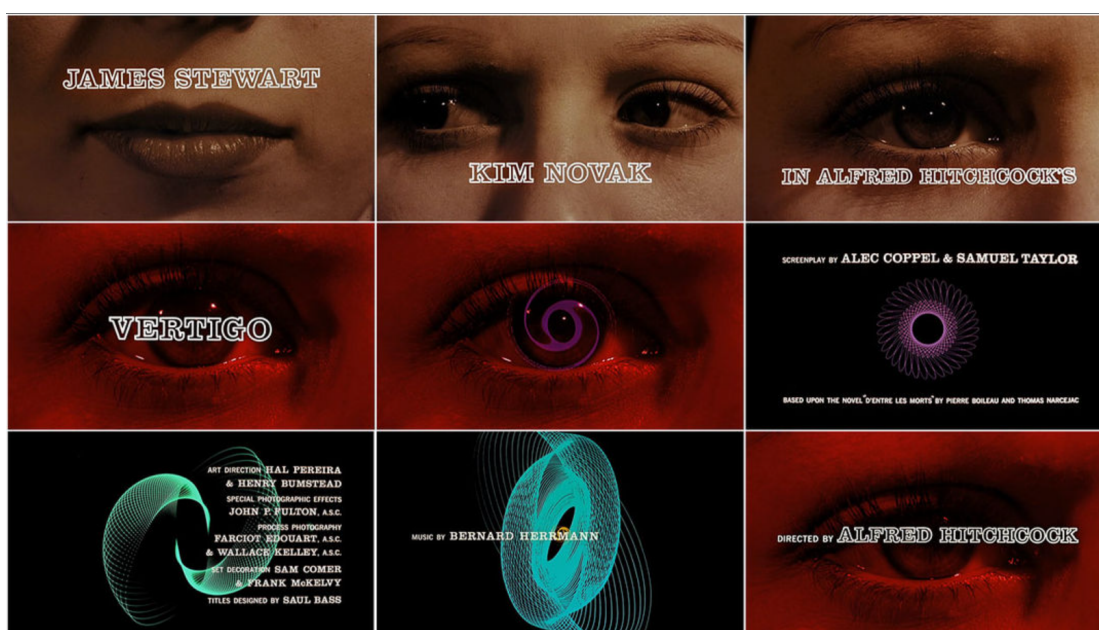 JAMES STEWART
KIM NOVAK
IN ALFRED HITCHCOCK'S
VERTIGO
SCREENPLAY BY ALEC COPPEL & SAMUEL TAYLOR
BASED UPON THE NOVEL "D'ENTRE LES MORTS" BY PIERRE BOILEAU AND THOMAS NARCEJAC
ART DIRECTION HAL PEREIRA
& HENRY BUMSTEAD
SPECIAL PHOTOGRAPHIC EFFECTS
JOHN P. FULTON, A.S.C.
PROCESS PHOTOGRAPHY
FARCIOT EDOUART, A.S.C.
& WALLACE KELLEY, A.S.C.
SET DECORATION SAM COMER
& FRANK McKELVY
TITLES DESIGNED BY SAUL BASS
MUSIC BY BERNARD HERRMANN
DIRECTED BY ALFRED HITCHCOCK